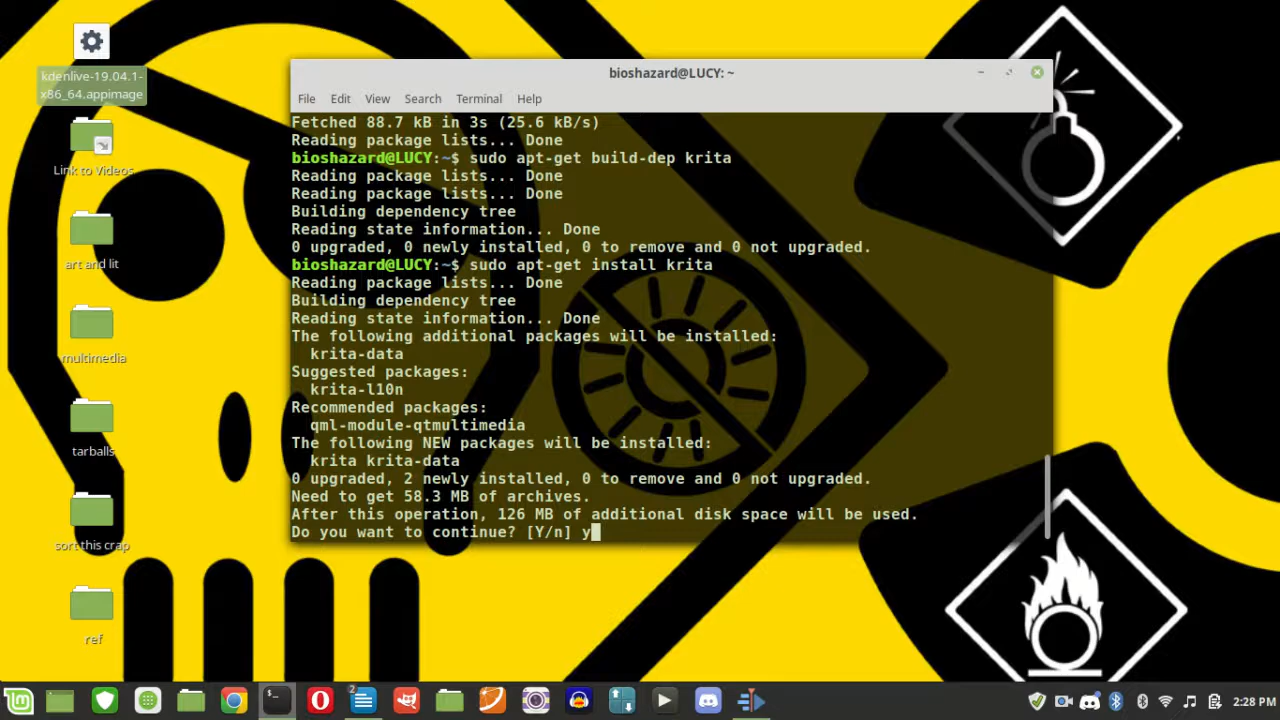 kdenlive-19.04.1-
x86_64.appimage
Link to Videos
art and lit
multimedia
tarballs
sort this crap
ref
bioshazard@LUCY: ~
File Edit View Search Terminal Help
Fetched 88.7 kB in 3s (25.6 kB/s)
Reading package lists... Done
bioshazard@LUCY:~$ sudo apt-get build-dep krita
Reading package lists... Done
Reading package lists... Done
Building dependency tree
Reading state information... Done
0 upgraded, 0 newly installed, 0 to remove and 0 not upgraded.
bioshazard@LUCY:~$ sudo apt-get install krita
Reading package lists... Done
Building dependency tree
Reading state information... Done
The following additional packages will be installed:
krita-data
Suggested packages:
krita-l10n
Recommended packages:
qml-module-qtmultimedia
The following NEW packages will be installed:
krita krita-data
0 upgraded, 2 newly installed, 0 to remove and 0 not upgraded.
Need to get 58.3 MB of archives.
After this operation, 126 MB of additional disk space will be used.
Do you want to continue? [Y/n] y
2
2:28 PM